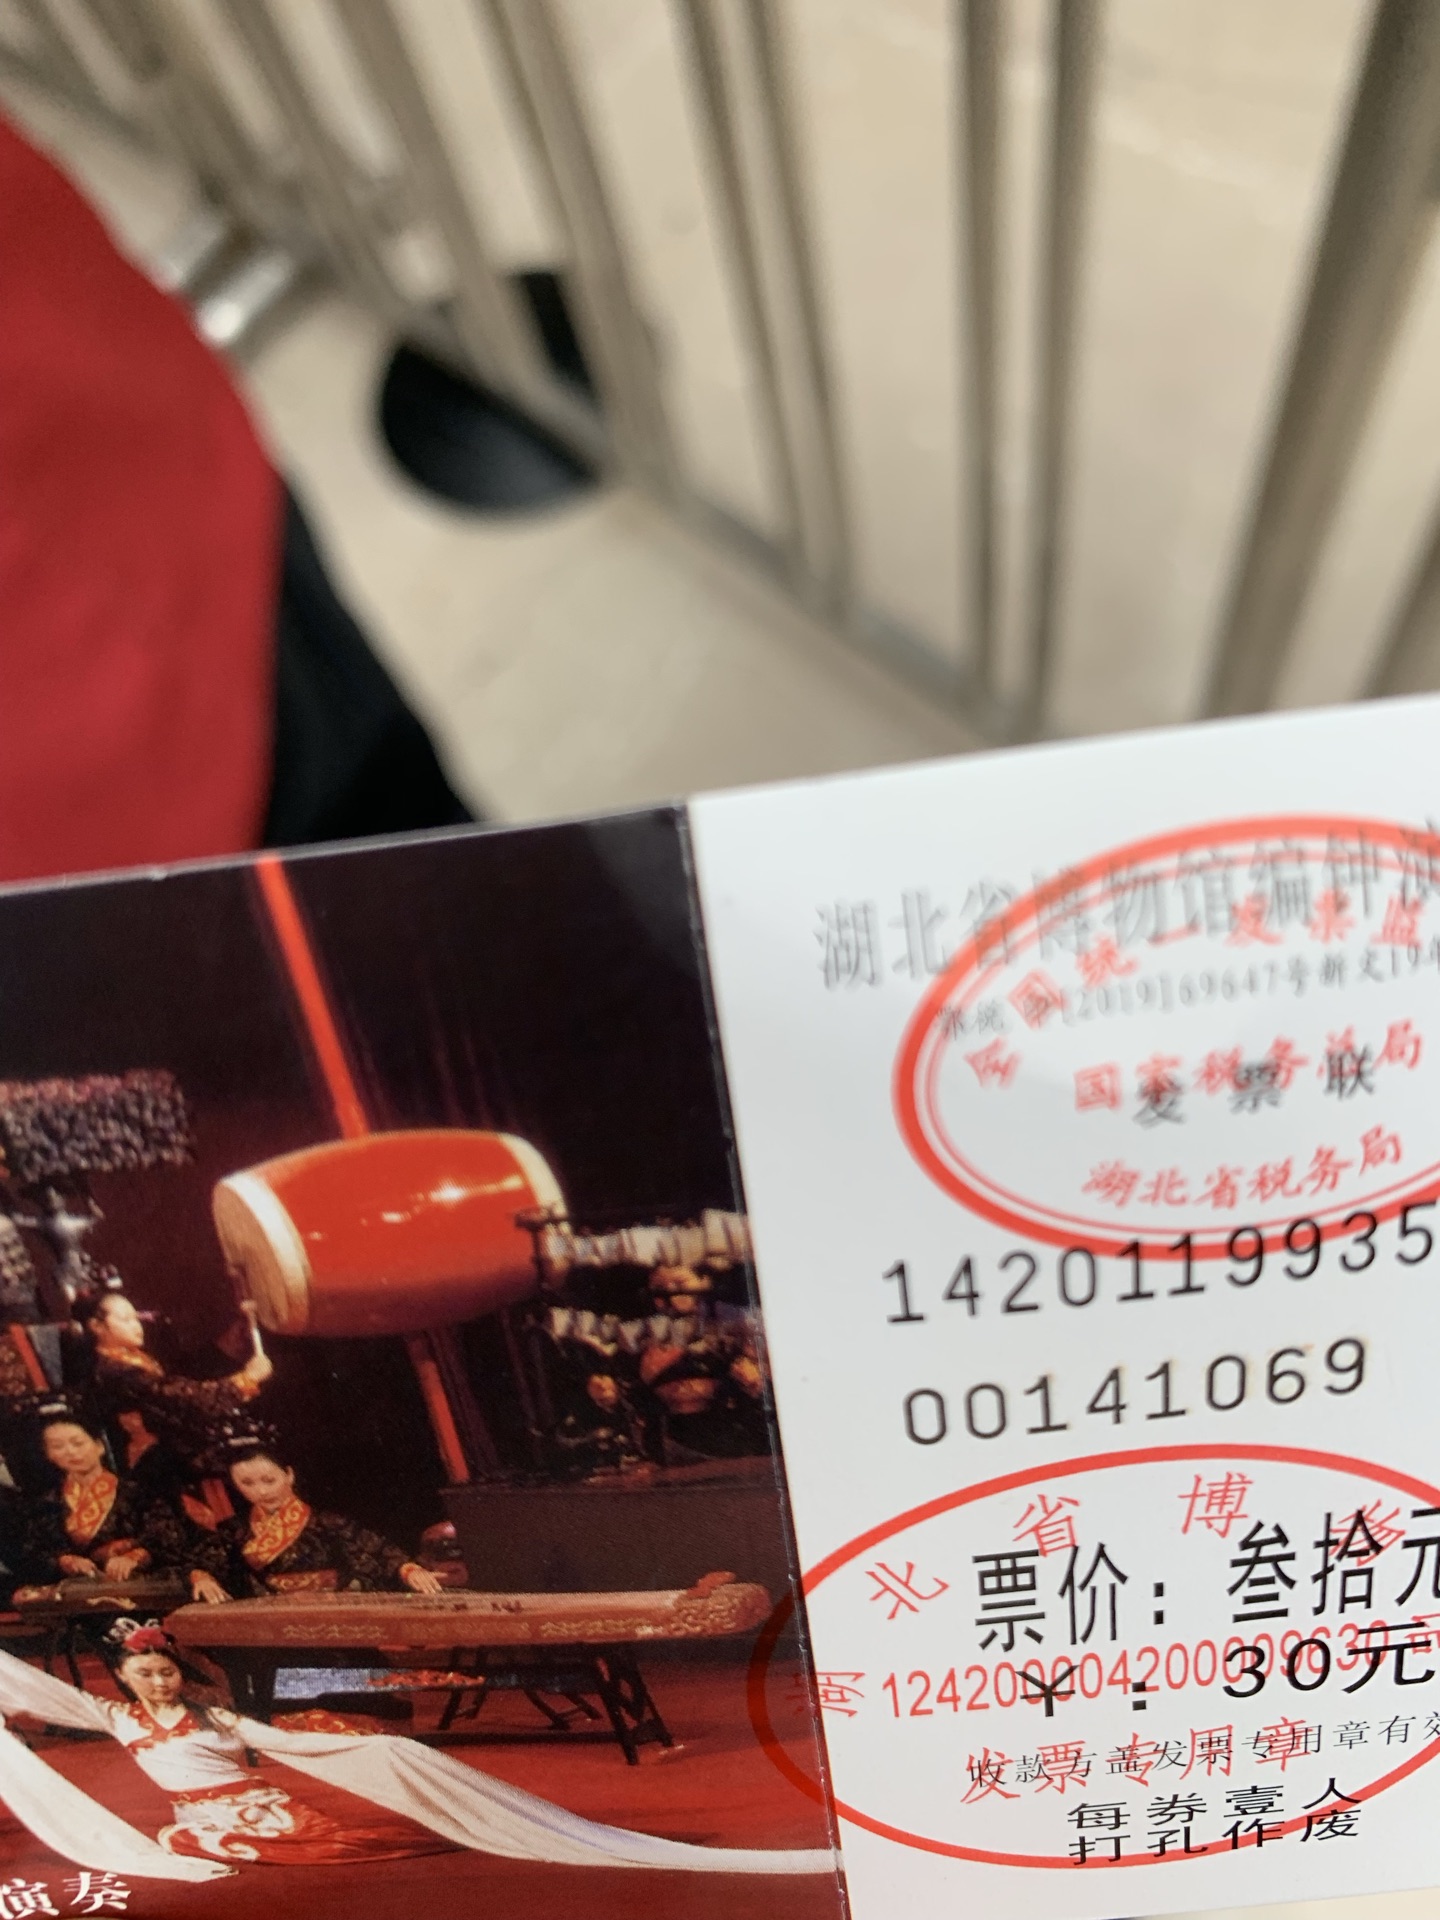 湖北省博物馆编钟演
[2019]69647号新文19年
全国统一发票监
国家税务总局
发票联
湖北省税务局
1420119935
00141069
湖北省博
票价：叁拾元
12420000420009630
￥：30元
发票专用章
收款方盖发票专用章有效
每券壹人
打孔作废
演奏